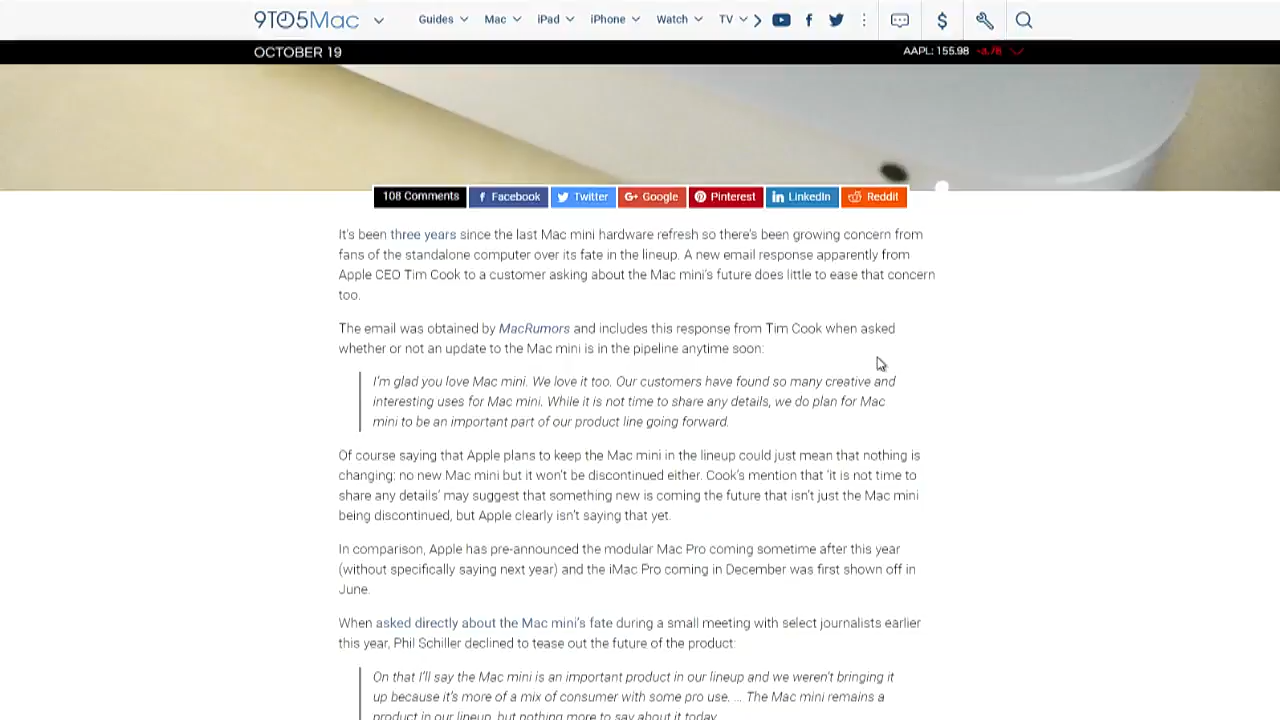 9TO5Mac Guides Mac iPad iPhone Watch TV $
OCTOBER 19 AAPL: 155.98 -3.78
108 Comments Facebook Twitter G+ Google Pinterest in LinkedIn Reddit
It's been three years since the last Mac mini hardware refresh so there's been growing concern from
fans of the standalone computer over its fate in the lineup. A new email response apparently from
Apple CEO Tim Cook to a customer asking about the Mac mini's future does little to ease that concern
too.
The email was obtained by MacRumors and includes this response from Tim Cook when asked
whether or not an update to the Mac mini is in the pipeline anytime soon:
I'm glad you love Mac mini. We love it too. Our customers have found so many creative and
interesting uses for Mac mini. While it is not time to share any details, we do plan for Mac
mini to be an important part of our product line going forward.
Of course saying that Apple plans to keep the Mac mini in the lineup could just mean that nothing is
changing: no new Mac mini but it won't be discontinued either. Cook's mention that 'it is not time to
share any details' may suggest that something new is coming the future that isn't just the Mac mini
being discontinued, but Apple clearly isn't saying that yet.
In comparison, Apple has pre-announced the modular Mac Pro coming sometime after this year
(without specifically saying next year) and the iMac Pro coming in December was first shown off in
June.
When asked directly about the Mac mini's fate during a small meeting with select journalists earlier
this year, Phil Schiller declined to tease out the future of the product:
On that I'll say the Mac mini is an important product in our lineup and we weren't bringing it
up because it's more of a mix of consumer with some pro use. … The Mac mini remains a
product in our lineup, but nothing more to say about it today.